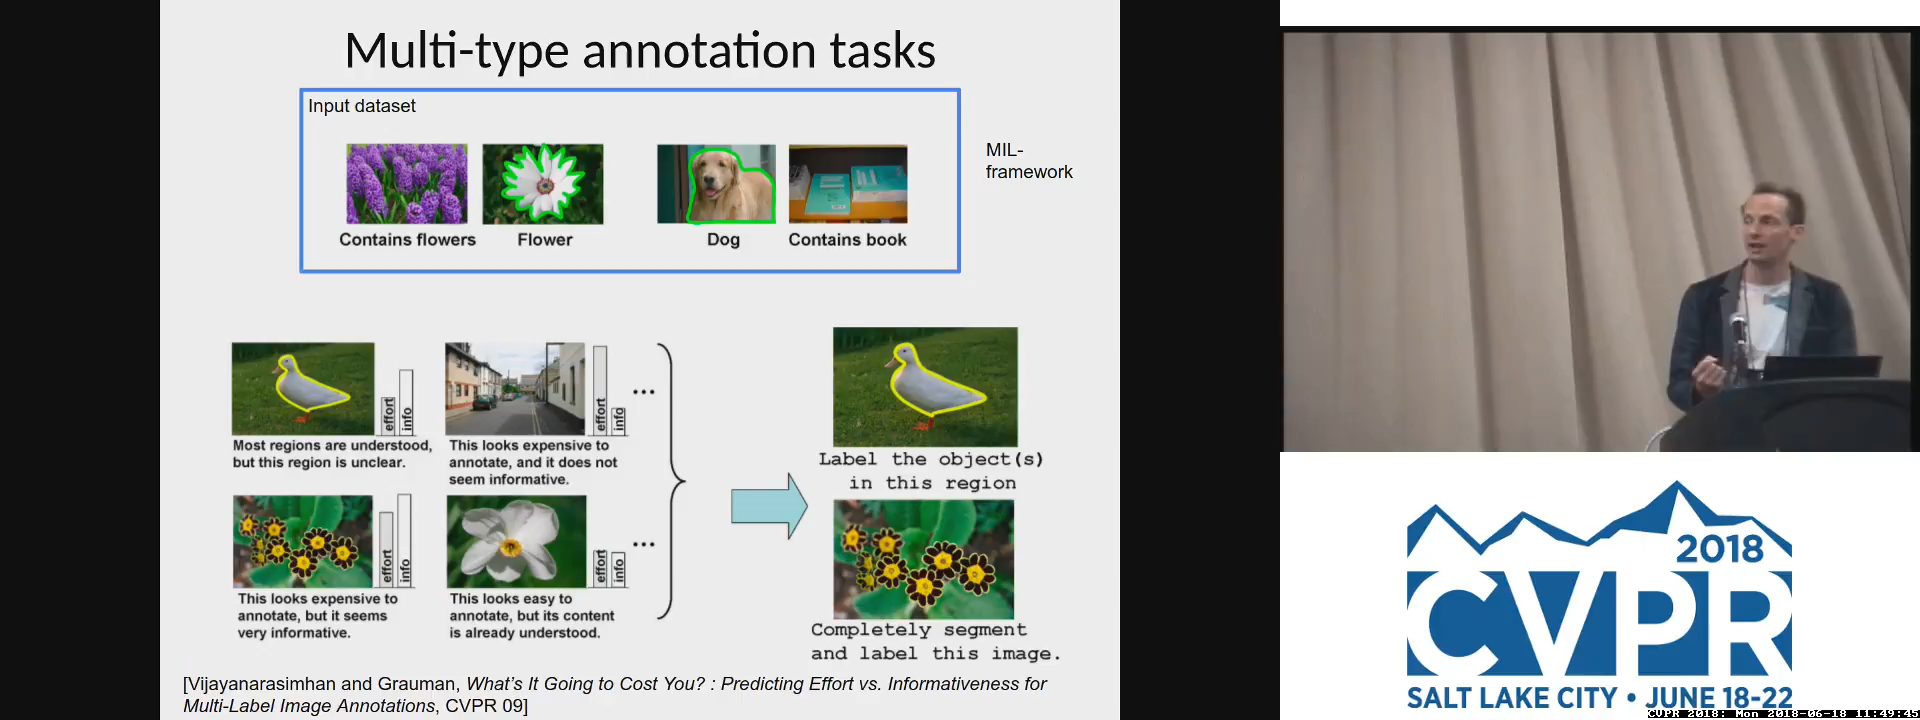 Multi-type annotation tasks
Input dataset
MIL-
framework
Contains flowers
Flower
Dog
Contains book
effort
info
effort
info
...
Most regions are understood,
but this region is unclear.
This looks expensive to
annotate, and it does not
seem informative.
Label the object(s)
in this region
effort
info
effort
info
...
This looks expensive to
annotate, but it seems
very informative.
This looks easy to
annotate, but its content
is already understood.
Completely segment
and label this image.
[Vijayanarasimhan and Grauman, What's It Going to Cost You? : Predicting Effort vs. Informativeness for
Multi-Label Image Annotations, CVPR 09]
2018
CVPR
SALT LAKE CITY • JUNE 18-22
CVPR 2018: Mon 2018-06-18 11:49:45